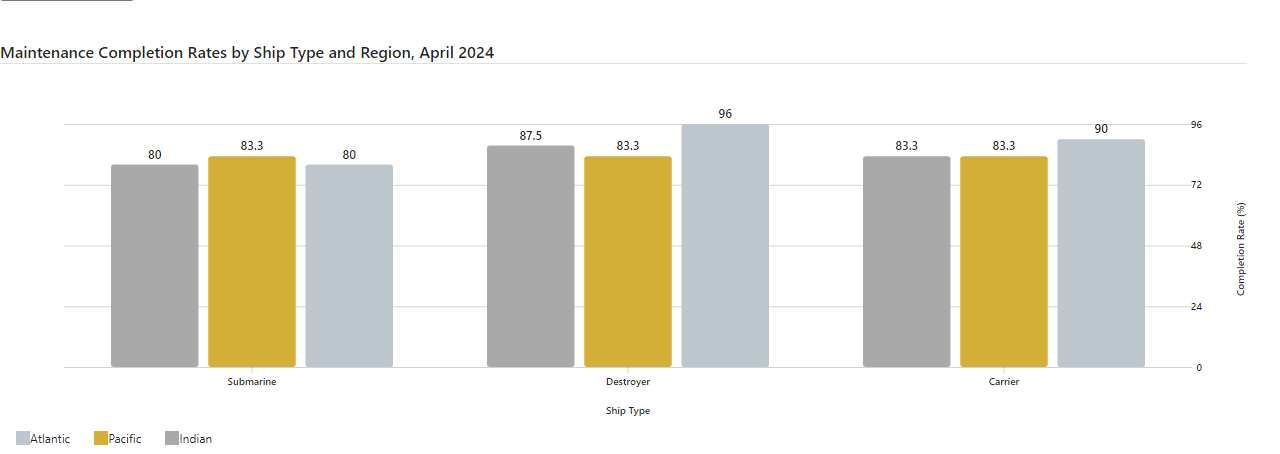 Maintenance Completion Rates by Ship Type and Region, April 2024
80
83.3
80
87.5
83.3
96
83.3
83.3
90
96
72
48
24
0
Completion Rate (%)
Submarine
Destroyer
Carrier
Ship Type
Atlantic
Pacific
Indian